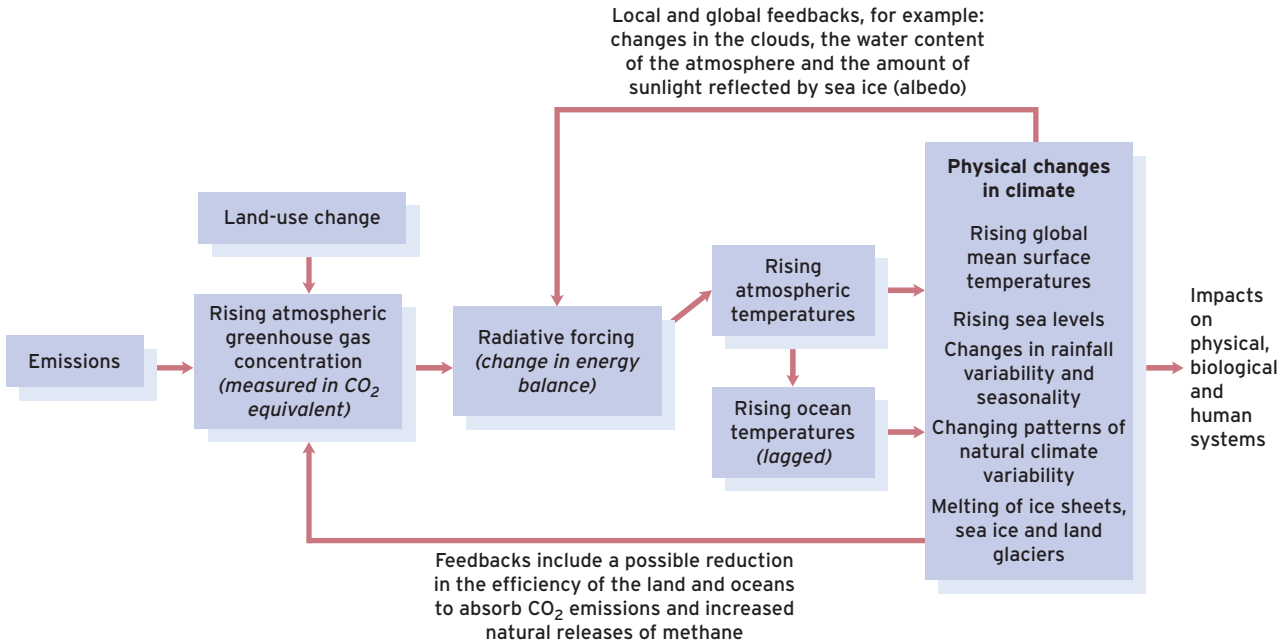 Local and global feedbacks, for example:
changes in the clouds, the water content
of the atmosphere and the amount of
sunlight reflected by sea ice (albedo)
Land-use change
Emissions
Rising atmospheric
greenhouse gas
concentration
(measured in CO₂
equivalent)
Radiative forcing
(change in energy
balance)
Rising
atmospheric
temperatures
Rising ocean
temperatures
(lagged)
Physical changes
in climate
Rising global
mean surface
temperatures
Rising sea levels
Changes in rainfall
variability and
seasonality
Changing patterns of
natural climate
variability
Melting of ice sheets,
sea ice and land
glaciers
Impacts
on
physical,
biological
and
human
systems
Feedbacks include a possible reduction
in the efficiency of the land and oceans
to absorb CO₂ emissions and increased
natural releases of methane